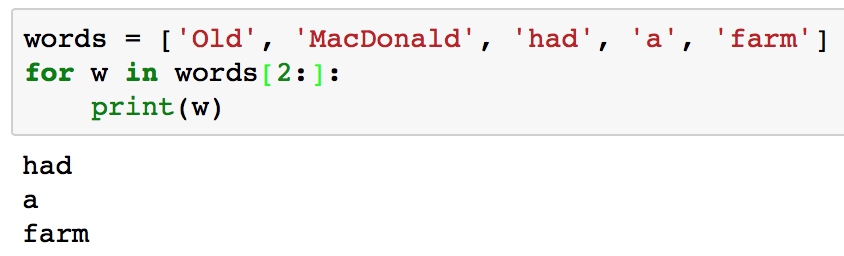 words = ['Old', 'MacDonald', 'had', 'a', 'farm']
for w in words[2:]:
    print(w)
had
a
farm